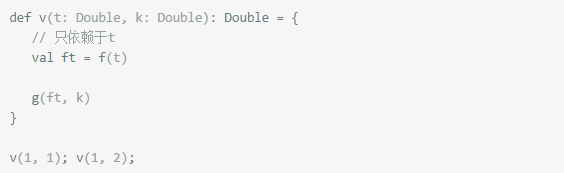 def v(t: Double, k: Double): Double = {
// 只依赖于t
val ft = f(t)
g(ft, k)
}
v(1, 1); v(1, 2);